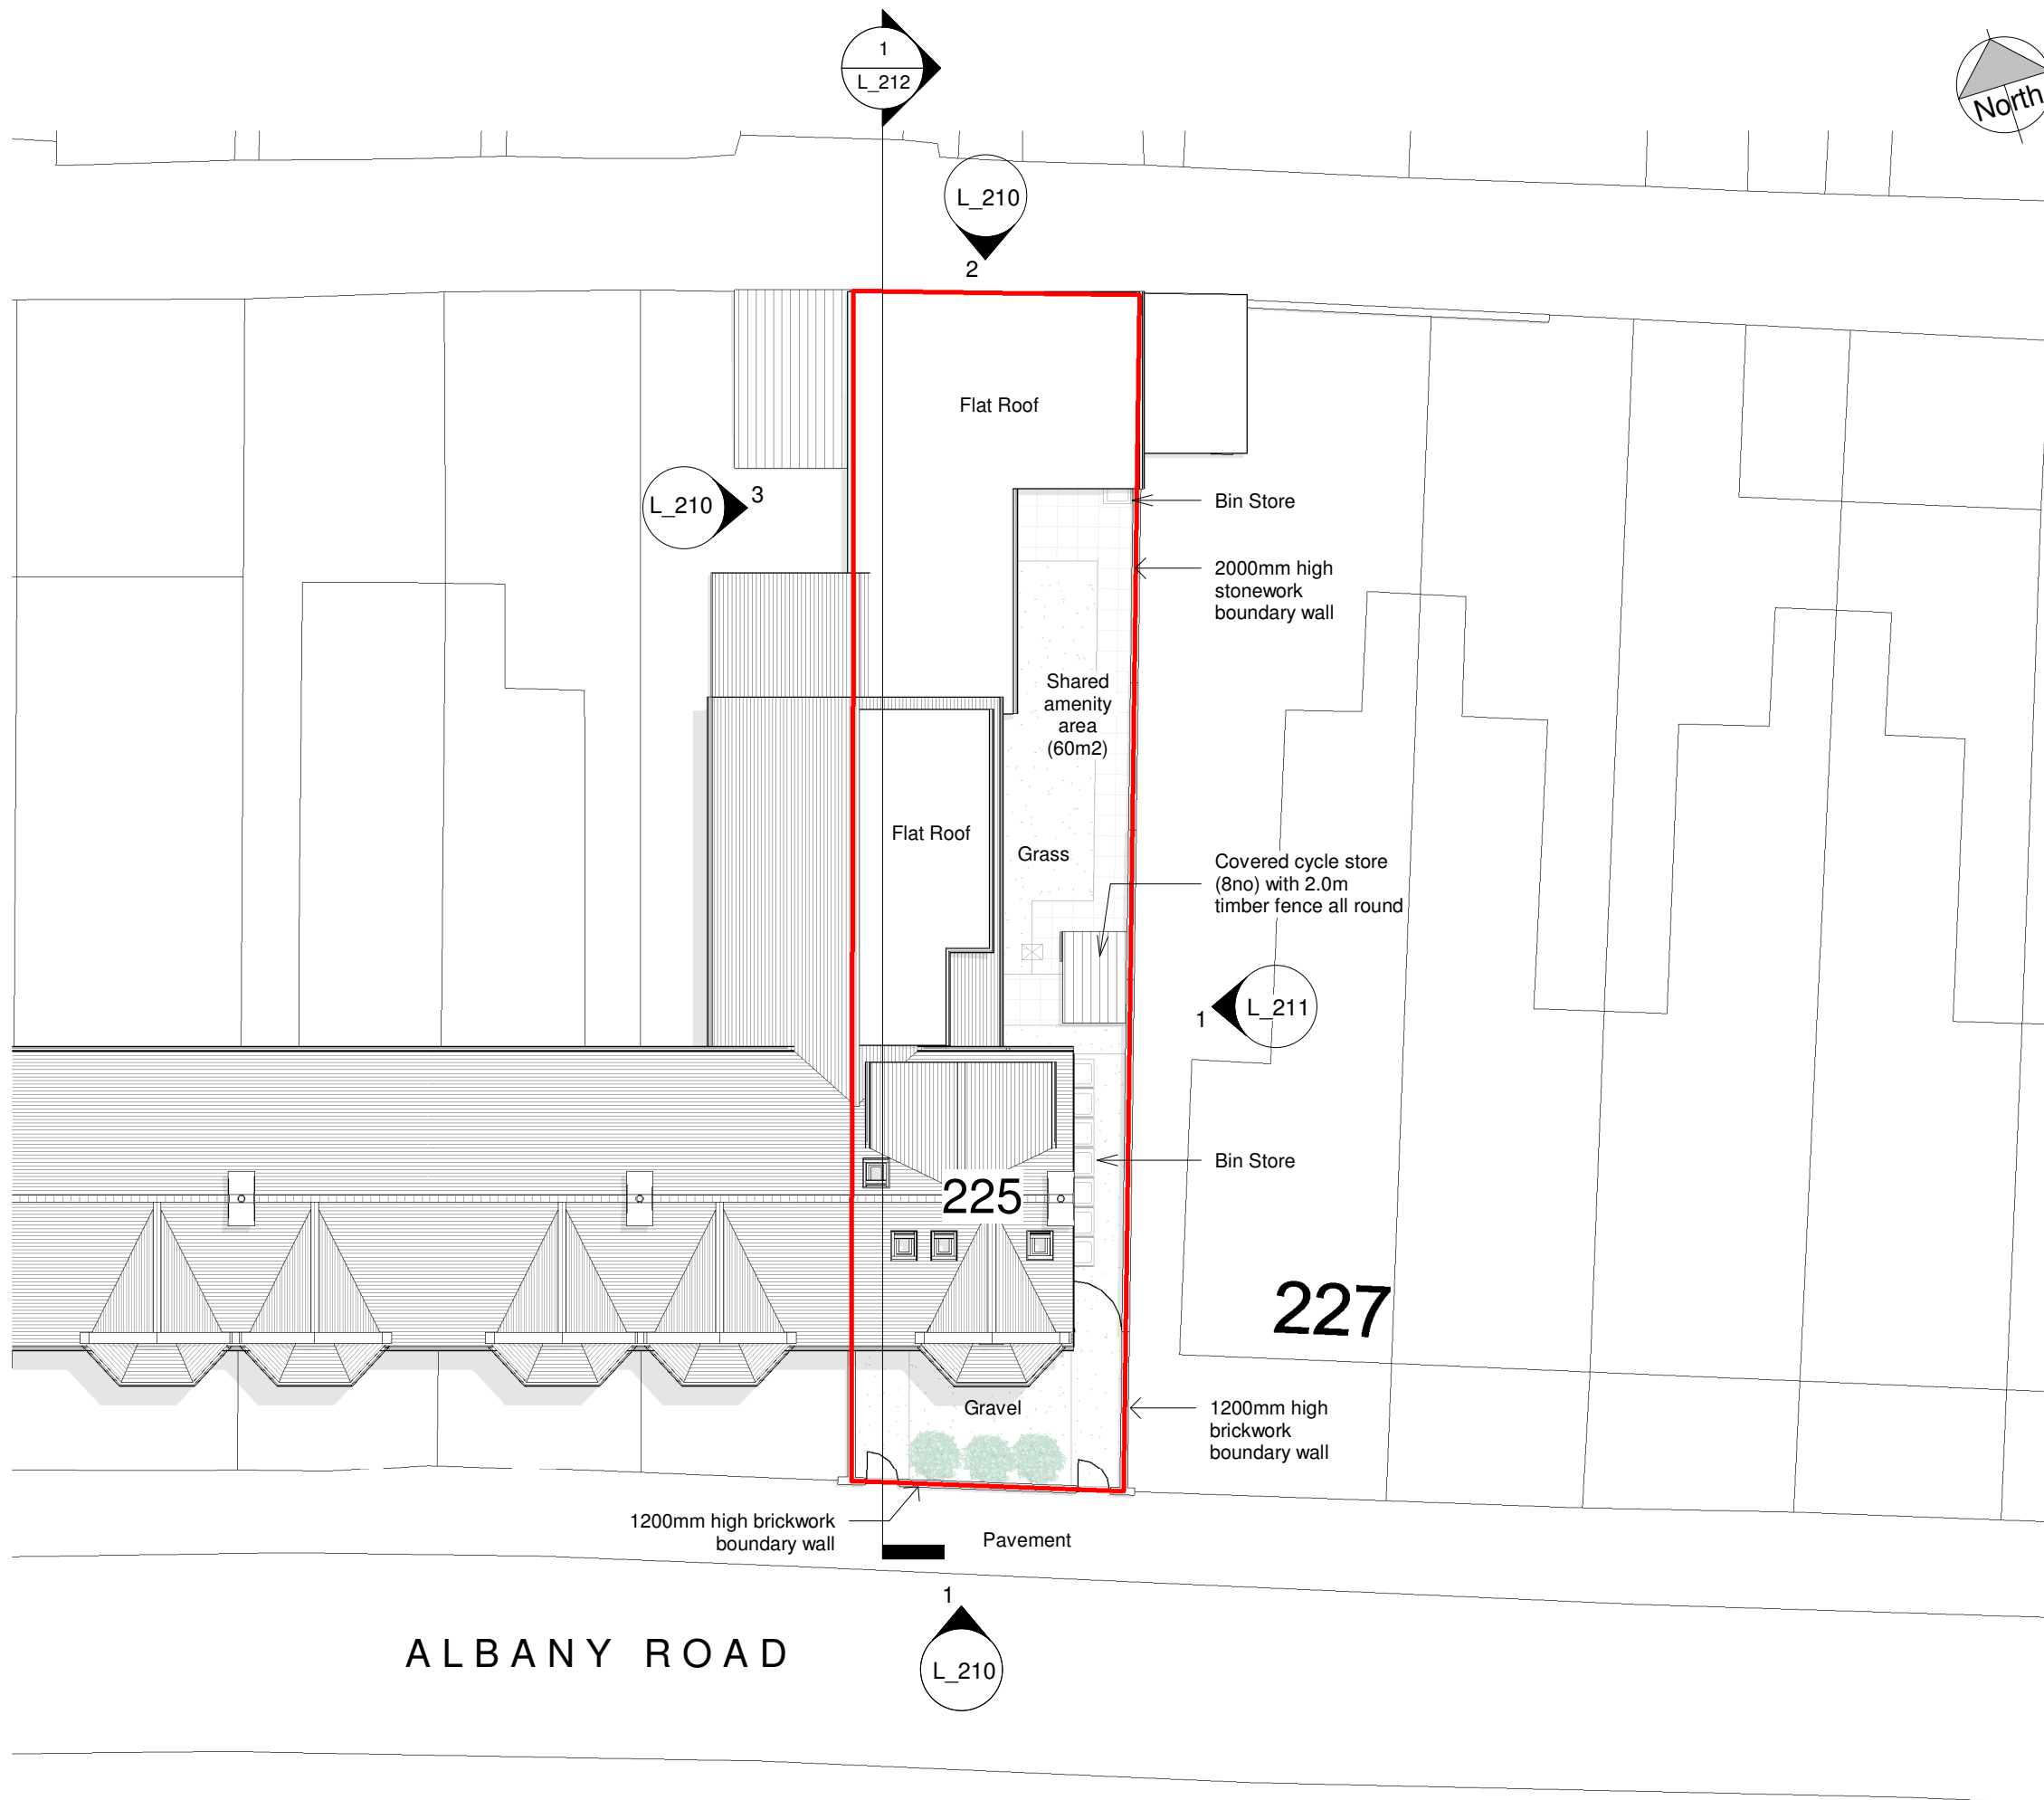 1
L_212
North
L_210
2
Flat Roof
L_210
3
Bin Store
2000mm high
stonework
boundary wall
Shared
amenity
area
(60m2)
Flat Roof
Grass
Covered cycle store
(8no) with 2.0m
timber fence all round
1
L_211
Bin Store
225
227
Gravel
1200mm high
brickwork
boundary wall
1200mm high brickwork
boundary wall
Pavement
1
ALBANY ROAD
L_210